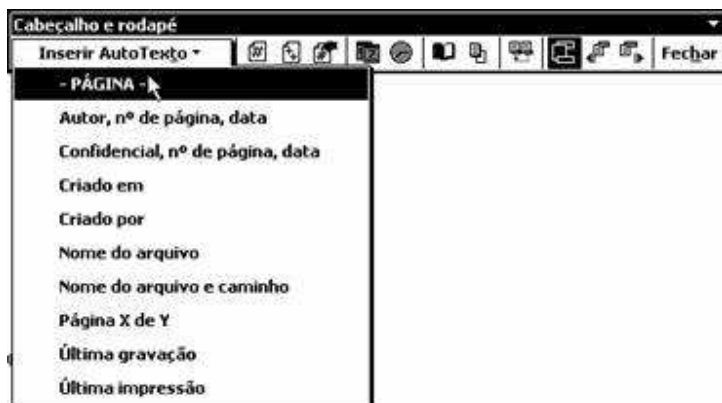 Cabeçalho e rodapé
Inserir AutoTexto Fechar
- PÁGINA -
Autor, nº de página, data
Confidencial, nº de página, data
Criado em
Criado por
Nome do arquivo
Nome do arquivo e caminho
Página X de Y
Última gravação
Última impressão